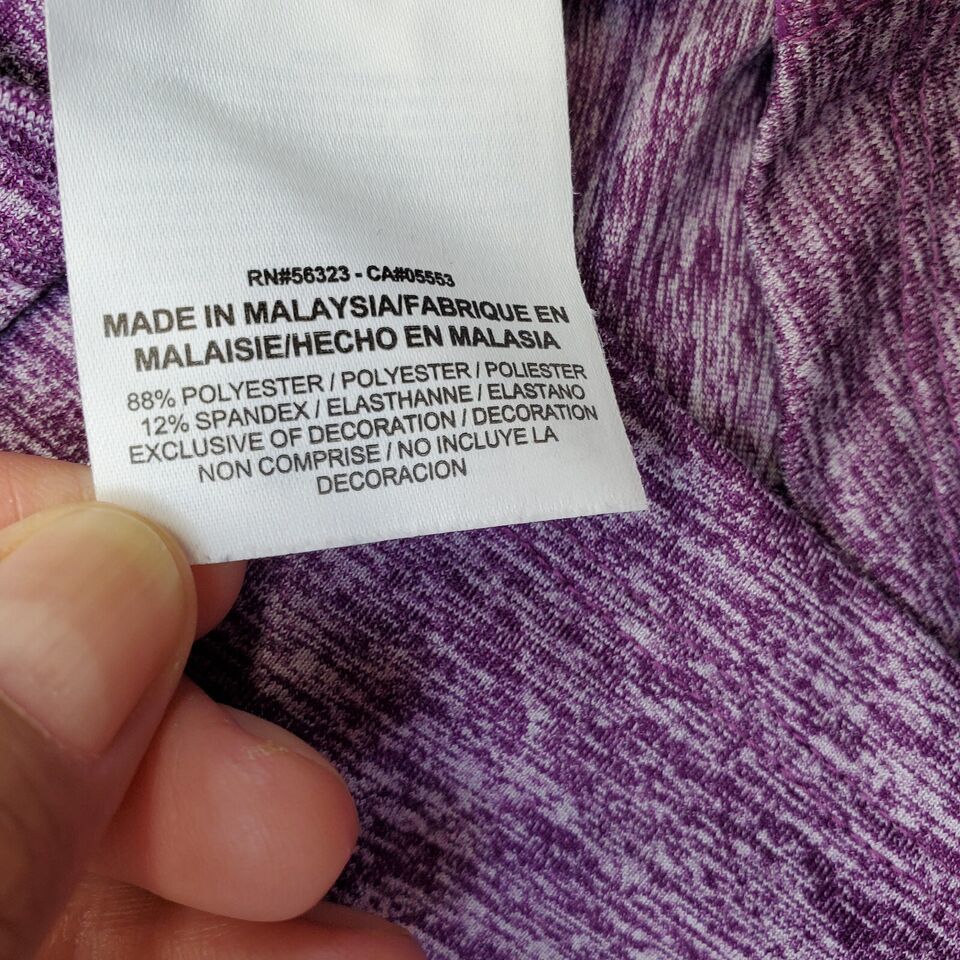 RN#56323 - CA#05553
MADE IN MALAYSIA/FABRIQUE EN
MALAISIE/HECHO EN MALASIA
88% POLYESTER / POLYESTER / POLIESTER
12% SPANDEX / ELASTHANNE / ELASTANO
EXCLUSIVE OF DECORATION / DECORATION
NON COMPRISE / NO INCLUYE LA
DECORACION